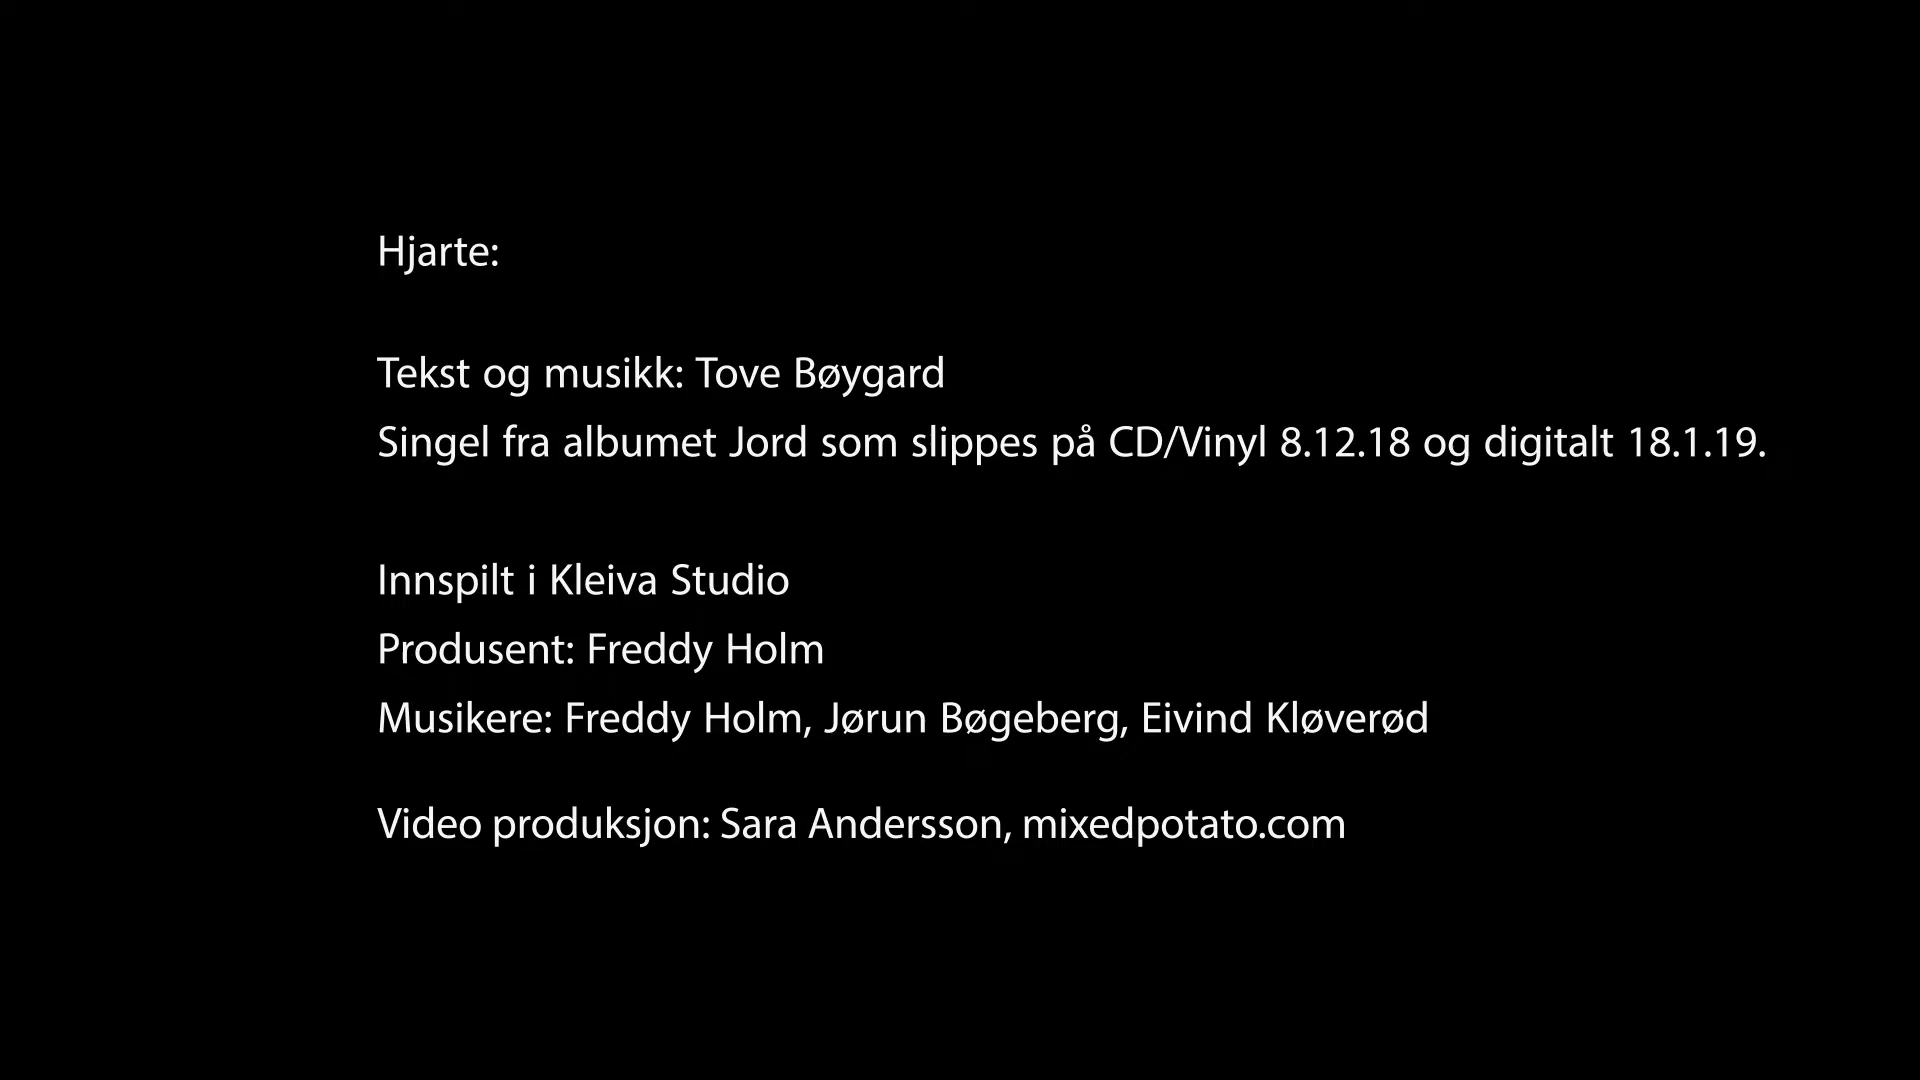 Hjarte:
Tekst og musikk: Tove Bøygard
Singel fra albumet Jord som slippes på CD/Vinyl 8.12.18 og digitalt 18.1.19.
Innspilt i Kleiva Studio
Produsent: Freddy Holm
Musikere: Freddy Holm, Jørun Bøgeberg, Eivind Kløverød
Video produksjon: Sara Andersson, mixedpotato.com